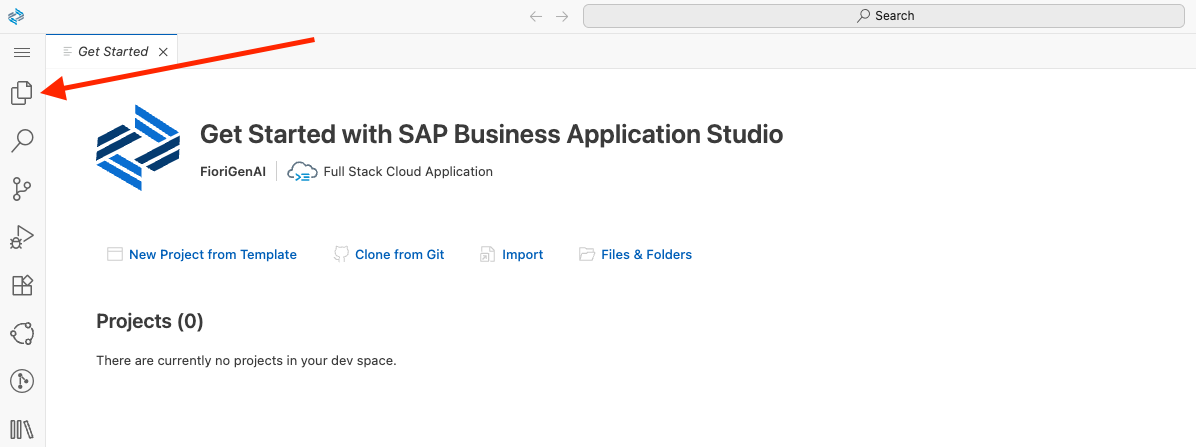 Search
Get Started
Get Started with SAP Business Application Studio
FioriGenAI Full Stack Cloud Application
New Project from Template Clone from Git Import Files & Folders
Projects (0)
There are currently no projects in your dev space.